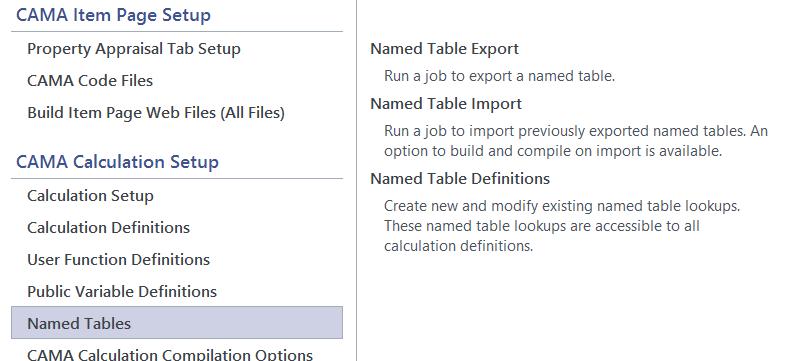 CAMA Item Page Setup
Property Appraisal Tab Setup
CAMA Code Files
Build Item Page Web Files (All Files)
CAMA Calculation Setup
Calculation Setup
Calculation Definitions
User Function Definitions
Public Variable Definitions
Named Tables
CAMA Calculation Compilation Options
Named Table Export
Run a job to export a named table.
Named Table Import
Run a job to import previously exported named tables. An
option to build and compile on import is available.
Named Table Definitions
Create new and modify existing named table lookups.
These named table lookups are accessible to all
calculation definitions.